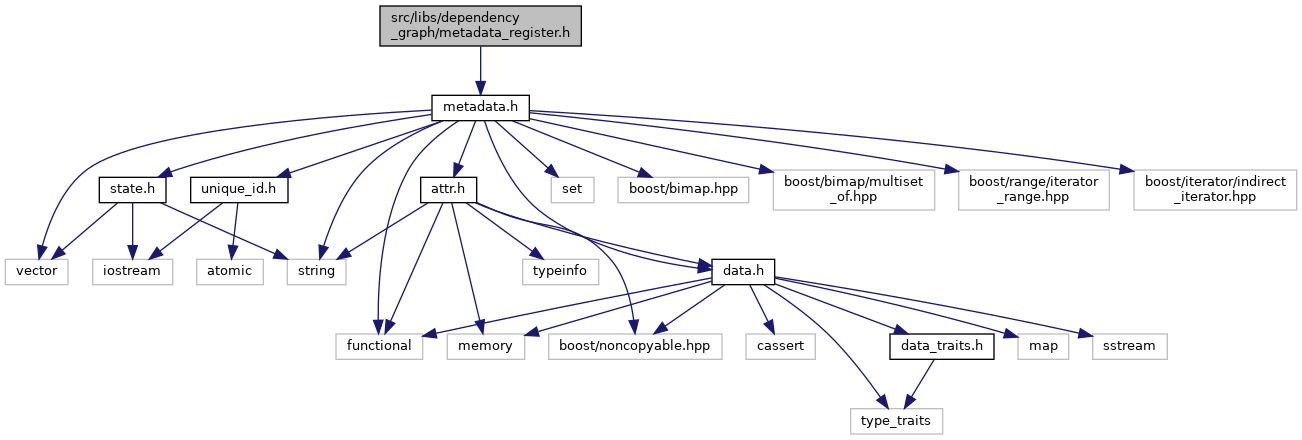 src/libs/dependency
_graph/metadata_register.h
metadata.h
state.h
unique_id.h
attr.h
set
boost/bimap.hpp
boost/bimap/multiset
_of.hpp
boost/range/iterator
_range.hpp
boost/iterator/indirect
_iterator.hpp
vector
iostream
atomic
string
typeinfo
data.h
functional
memory
boost/noncopyable.hpp
cassert
data_traits.h
map
sstream
type_traits